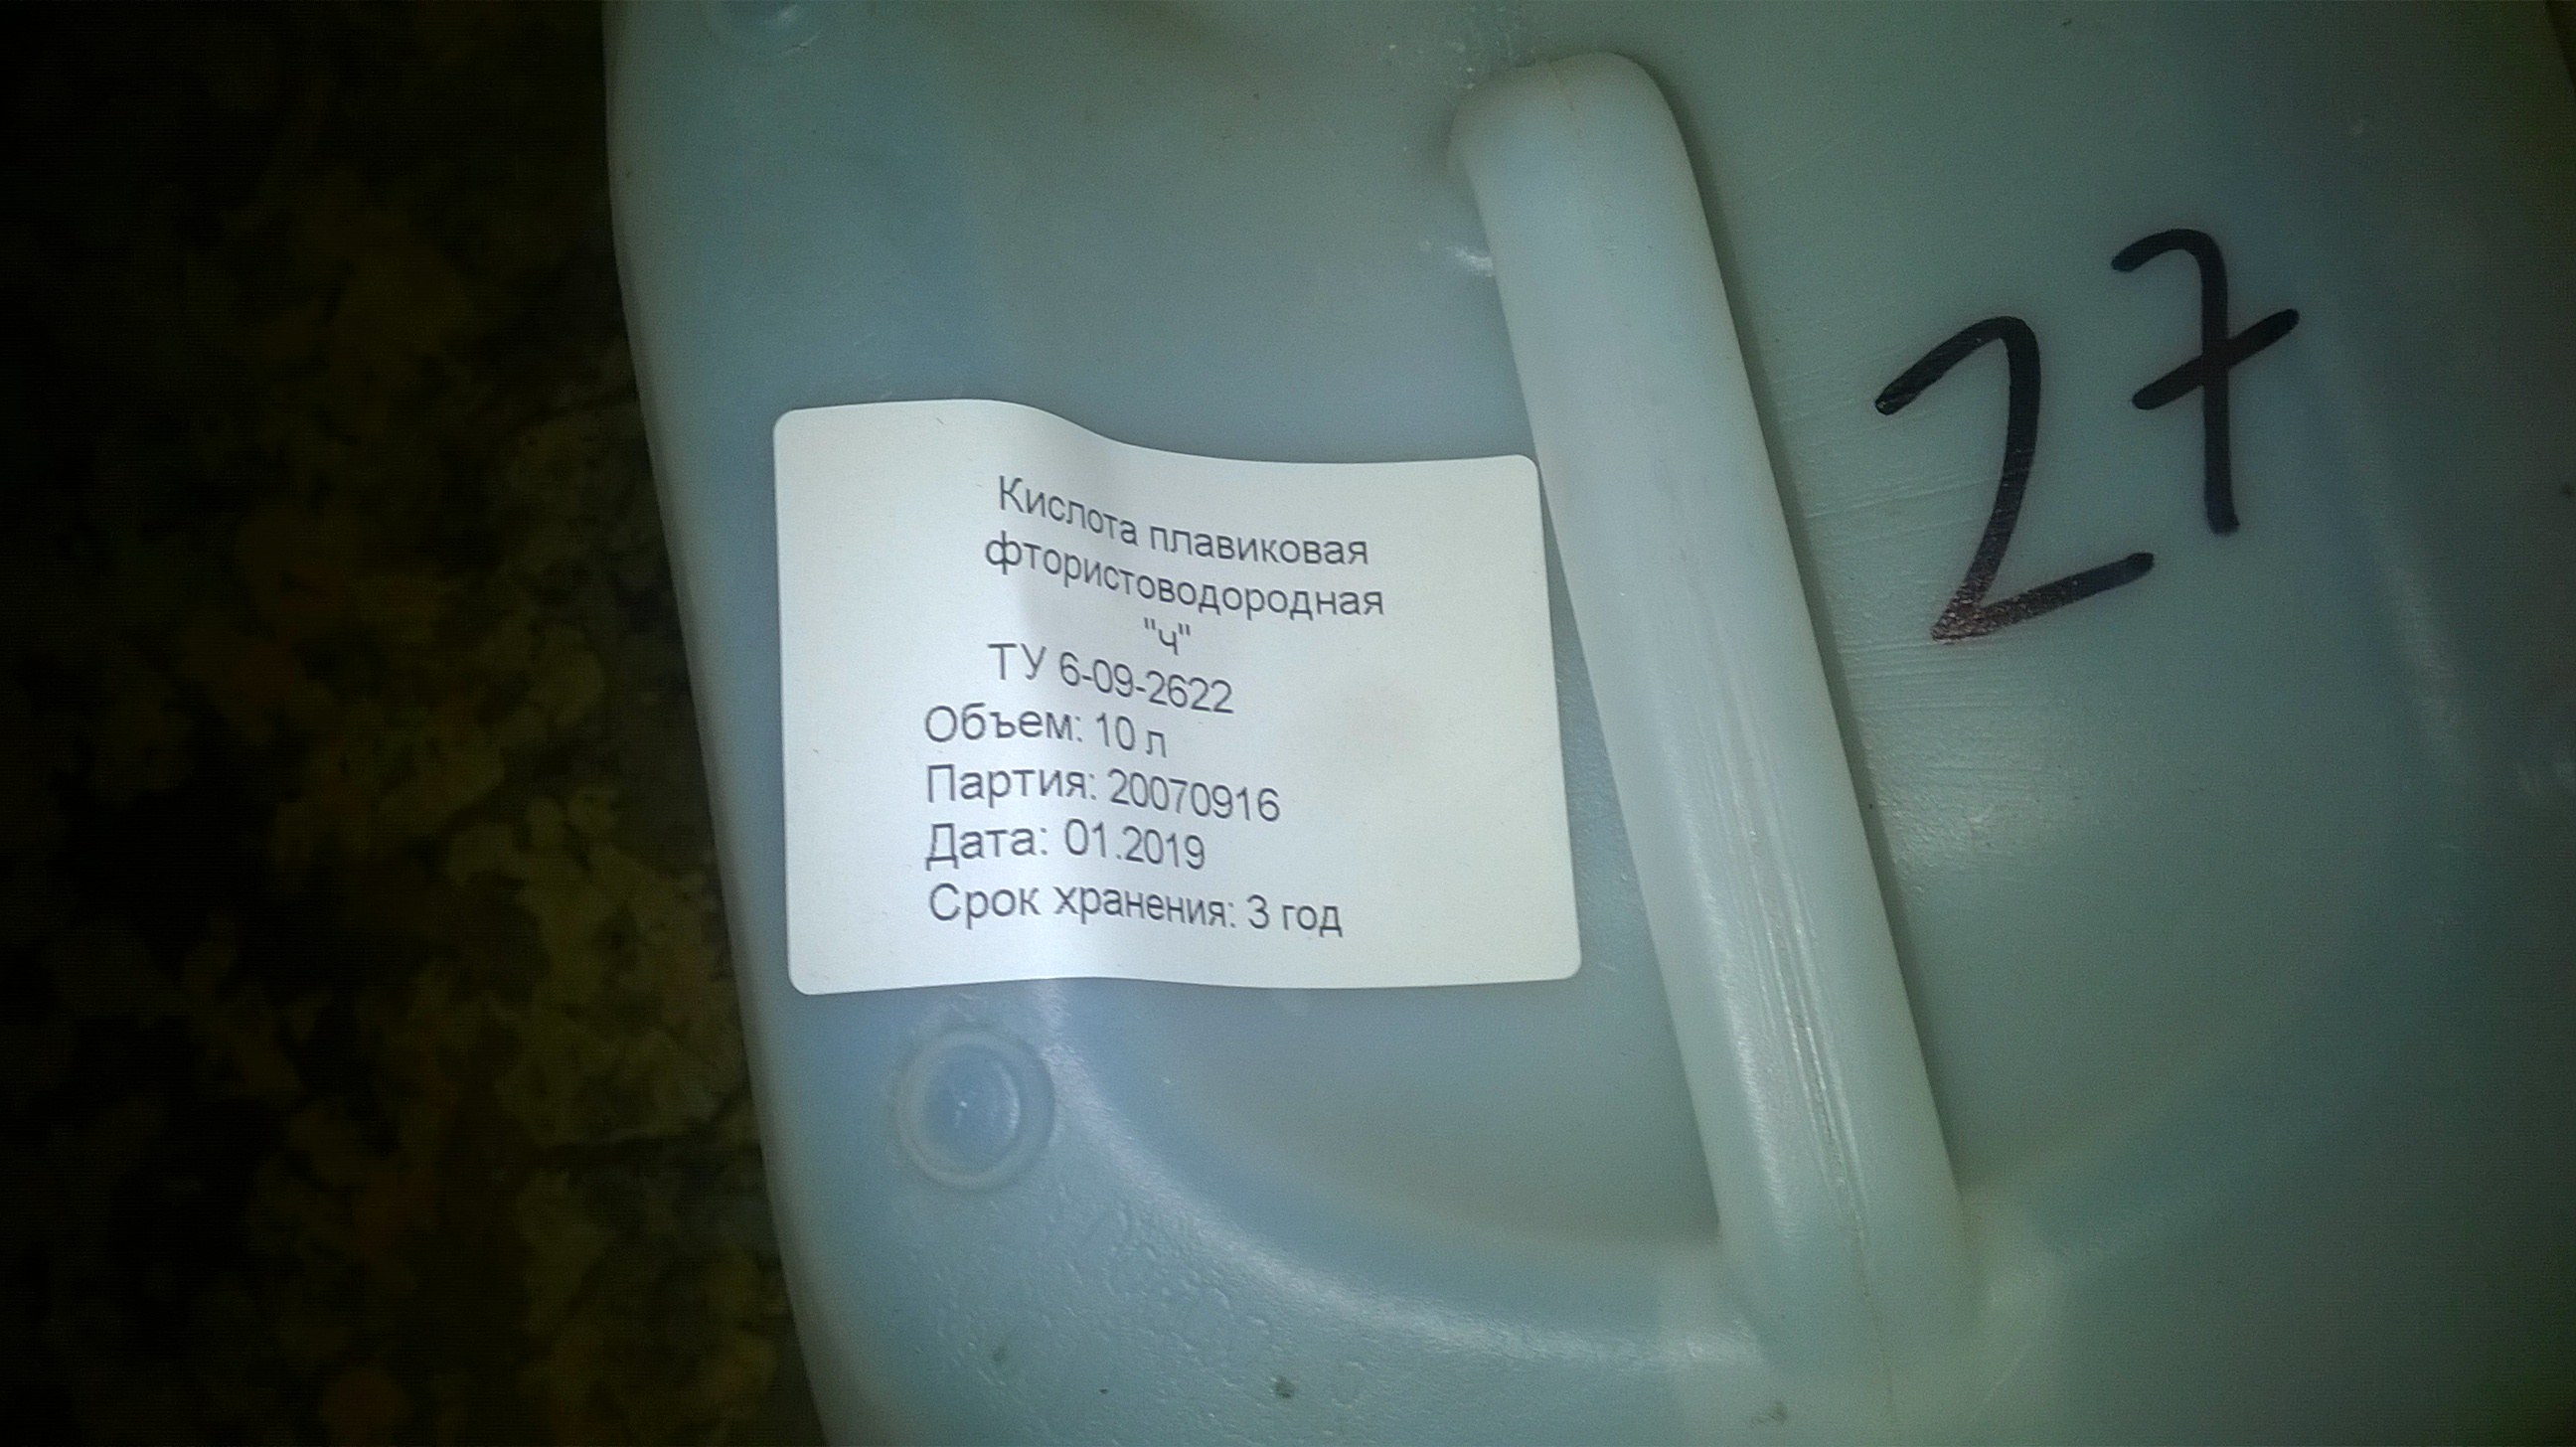 Кислота плавиковая
фтористоводородная
"ч"
ТУ 6-09-2622
Объем: 10 л
Партия: 20070916
Дата: 01.2019
Срок хранения: 3 год
27